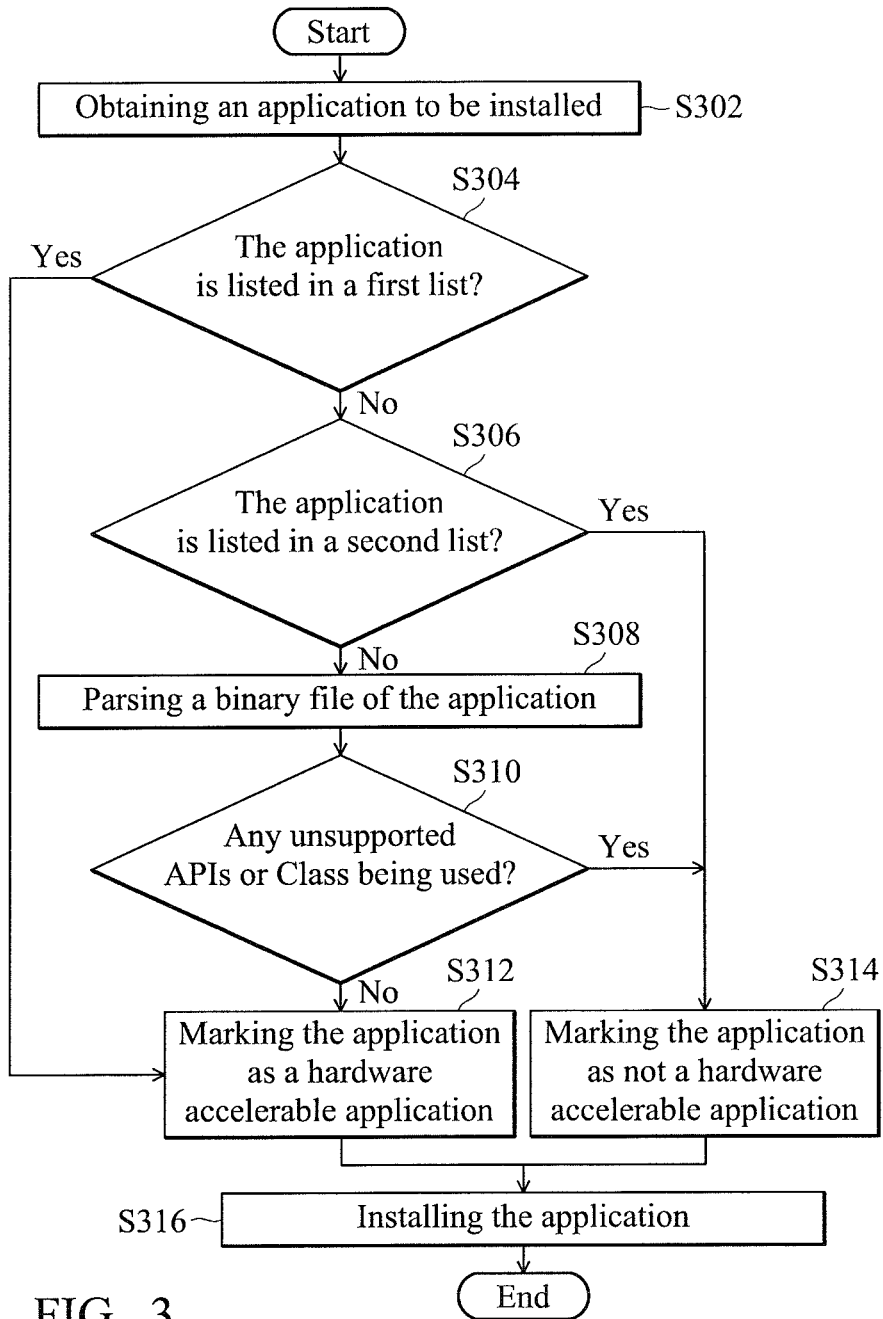 Start
Obtaining an application to be installed
S302
S304
The application
is listed in a first list?
Yes
No
S306
The application
is listed in a second list?
Yes
No
S308
Parsing a binary file of the application
S310
Any unsupported
APIs or Class being used?
Yes
No
S312
Marking the application
as a hardware
accelerable application
S314
Marking the application
as not a hardware
accelerable application
S316
Installing the application
End
FIG. 3